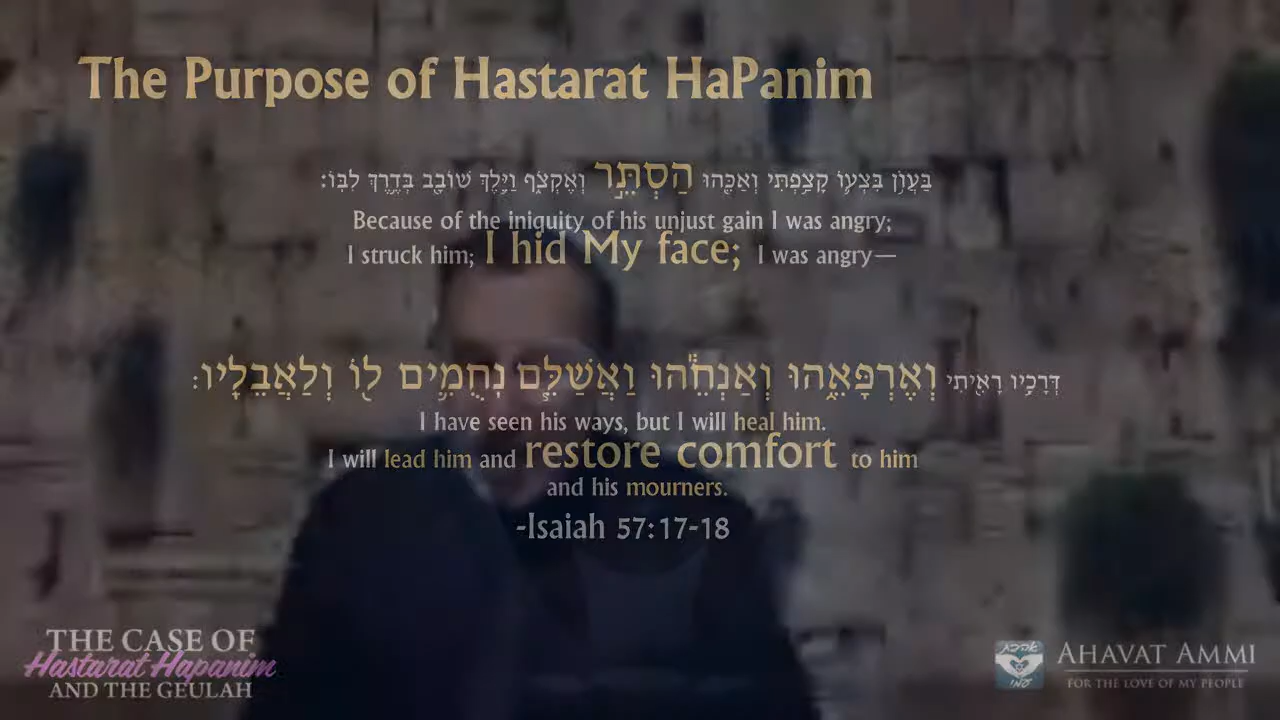 The Purpose of Hastarat HaPanim
בַּעֲוֺ֥ן בִּצְע֛וֹ קָצַ֥פְתִּי וְאַכֵּ֖הוּ הַסְתֵּ֣ר וְאֶקְצֹ֑ף וַיֵּ֥לֶךְ שׁוֹבָ֖ב בְּדֶ֥רֶךְ לִבּֽוֹ׃
Because of the iniquity of his unjust gain I was angry;
I struck him; I hid My face; I was angry—
דְּרָכָ֥יו רָאִ֖יתִי וְאֶרְפָּאֵ֑הוּ וְאַנְחֵ֕הוּ וַאֲשַׁלֵּ֧ם נִֽחֻמִ֛ים ל֖וֹ וְלַאֲבֵלָֽיו׃
I have seen his ways, but I will heal him.
I will lead him and restore comfort to him
and his mourners.
-Isaiah 57:17-18
THE CASE OF
Hastarat Hapanim
AND THE GEULAH
אהבת
עמי
AHAVAT AMMI
FOR THE LOVE OF MY PEOPLE